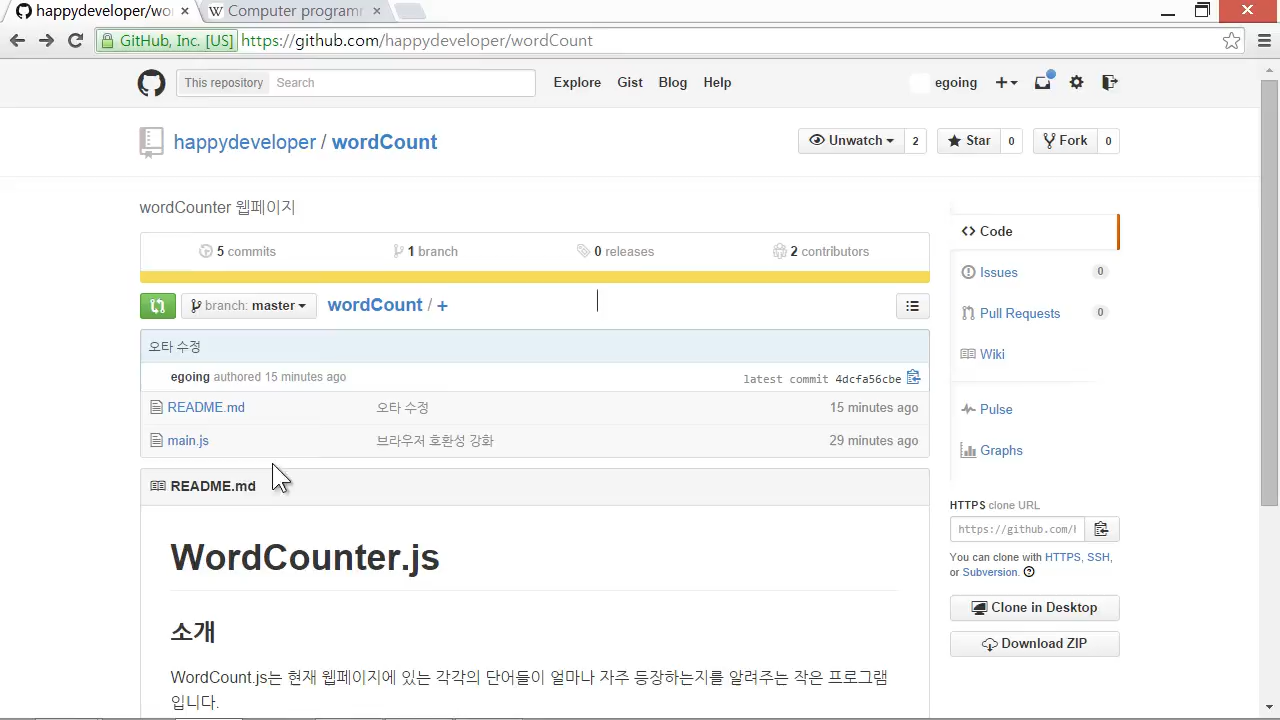 happydeveloper/wo
Computer programr
GitHub, Inc. [US] https://github.com/happydeveloper/wordCount
This repository Search Explore Gist Blog Help egoing
happydeveloper / wordCount Unwatch 2 Star 0 Fork 0
wordCounter 웹페이지
5 commits 1 branch 0 releases 2 contributors
branch: master wordCount / +
오타 수정
egoing authored 15 minutes ago latest commit 4dcfa56cbe
README.md 오타 수정 15 minutes ago
main.js 브라우저 호환성 강화 29 minutes ago
README.md
WordCounter.js
소개
WordCount.js는 현재 웹페이지에 있는 각각의 단어들이 얼마나 자주 등장하는지를 알려주는 작은 프로그램
입니다.
Code
Issues 0
Pull Requests 0
Wiki
Pulse
Graphs
HTTPS clone URL
https://github.com/
You can clone with HTTPS, SSH,
or Subversion.
Clone in Desktop
Download ZIP